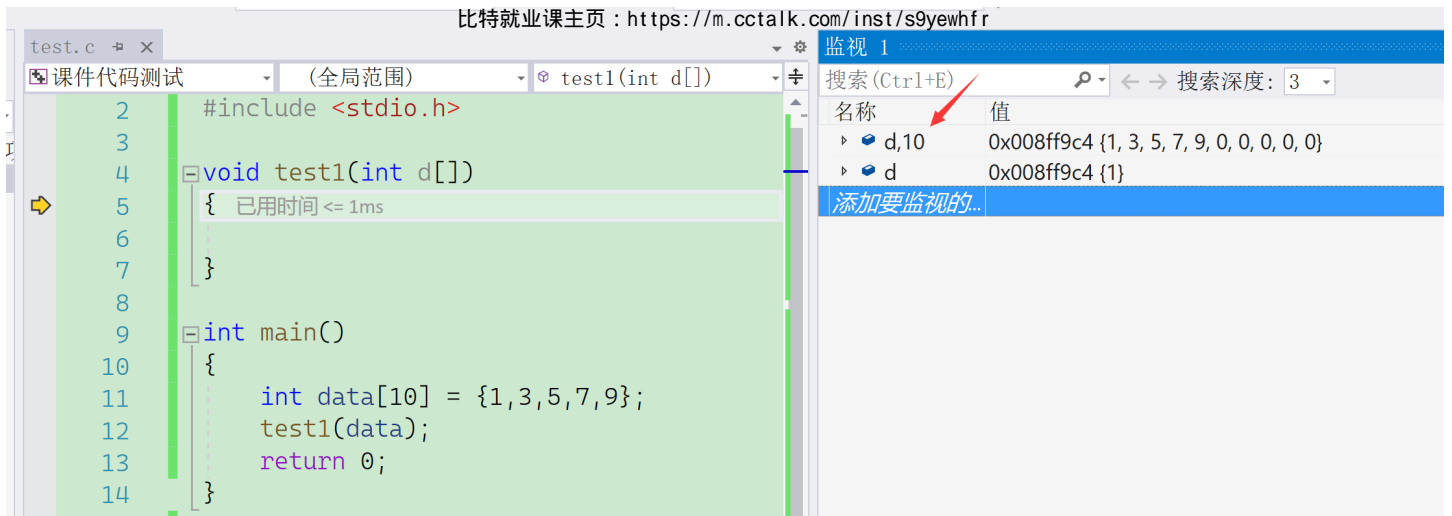 比特就业课主页：https://m.cctalk.com/inst/s9yewhfr
test.c
课件代码测试 (全局范围) test1(int d[])
2 #include <stdio.h>
3
4 void test1(int d[])
5 { 已用时间 <= 1ms
6
7 }
8
9 int main()
10 {
11 int data[10] = {1,3,5,7,9};
12 test1(data);
13 return 0;
14 }
监视 1
搜索(Ctrl+E) 搜索深度: 3
名称 值
d,10 0x008ff9c4 {1, 3, 5, 7, 9, 0, 0, 0, 0, 0}
d 0x008ff9c4 {1}
添加要监视的...